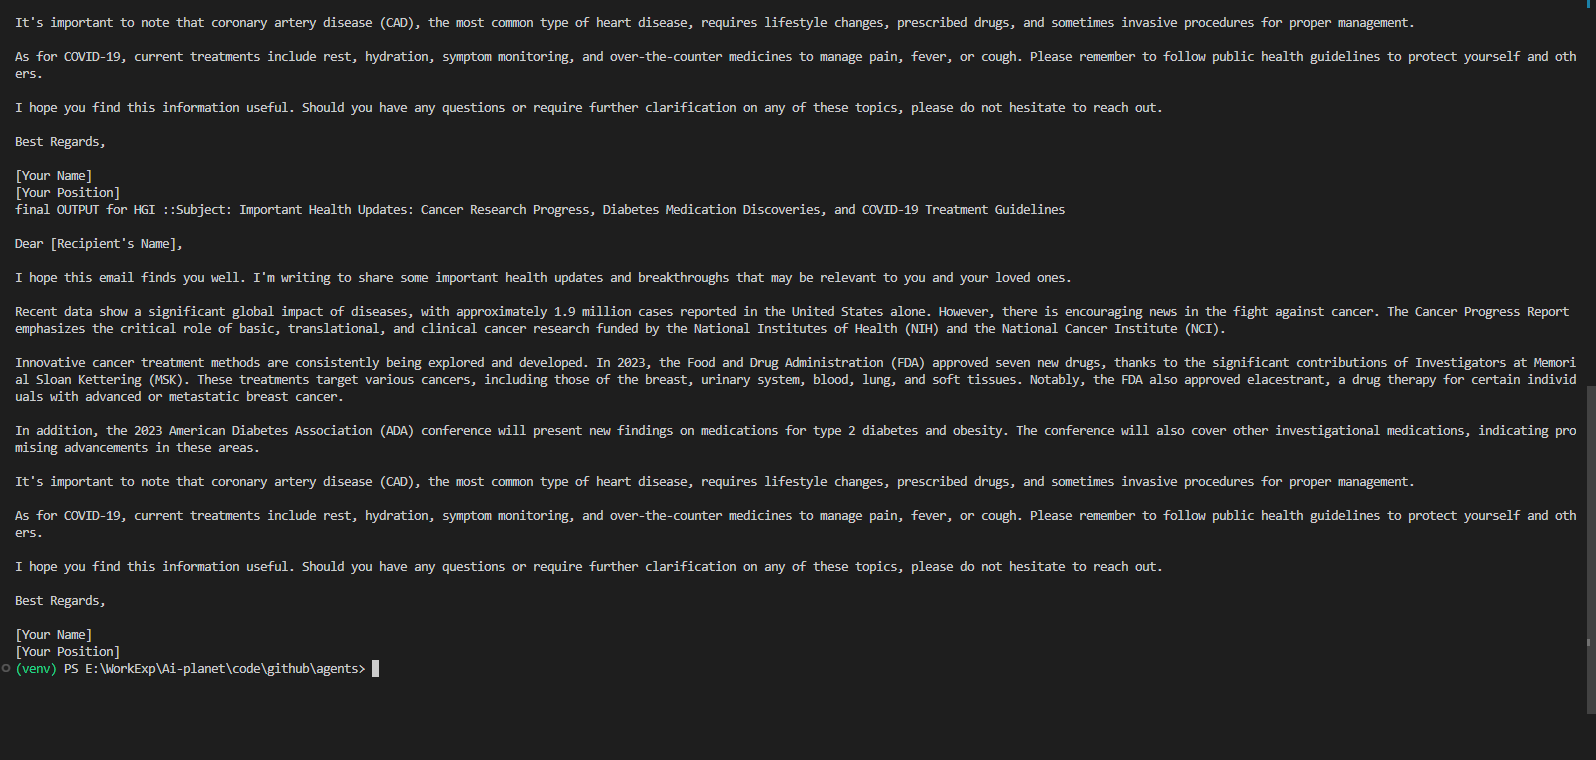 It's important to note that coronary artery disease (CAD), the most common type of heart disease, requires lifestyle changes, prescribed drugs, and sometimes invasive procedures for proper management.
As for COVID-19, current treatments include rest, hydration, symptom monitoring, and over-the-counter medicines to manage pain, fever, or cough. Please remember to follow public health guidelines to protect yourself and oth
ers.
I hope you find this information useful. Should you have any questions or require further clarification on any of these topics, please do not hesitate to reach out.
Best Regards,
[Your Name]
[Your Position]
final OUTPUT for HGI ::Subject: Important Health Updates: Cancer Research Progress, Diabetes Medication Discoveries, and COVID-19 Treatment Guidelines
Dear [Recipient's Name],
I hope this email finds you well. I'm writing to share some important health updates and breakthroughs that may be relevant to you and your loved ones.
Recent data show a significant global impact of diseases, with approximately 1.9 million cases reported in the United States alone. However, there is encouraging news in the fight against cancer. The Cancer Progress Report
emphasizes the critical role of basic, translational, and clinical cancer research funded by the National Institutes of Health (NIH) and the National Cancer Institute (NCI).
Innovative cancer treatment methods are consistently being explored and developed. In 2023, the Food and Drug Administration (FDA) approved seven new drugs, thanks to the significant contributions of Investigators at Memori
al Sloan Kettering (MSK). These treatments target various cancers, including those of the breast, urinary system, blood, lung, and soft tissues. Notably, the FDA also approved elacestrant, a drug therapy for certain individ
uals with advanced or metastatic breast cancer.
In addition, the 2023 American Diabetes Association (ADA) conference will present new findings on medications for type 2 diabetes and obesity. The conference will also cover other investigational medications, indicating pro
mising advancements in these areas.
It's important to note that coronary artery disease (CAD), the most common type of heart disease, requires lifestyle changes, prescribed drugs, and sometimes invasive procedures for proper management.
As for COVID-19, current treatments include rest, hydration, symptom monitoring, and over-the-counter medicines to manage pain, fever, or cough. Please remember to follow public health guidelines to protect yourself and oth
ers.
I hope you find this information useful. Should you have any questions or require further clarification on any of these topics, please do not hesitate to reach out.
Best Regards,
[Your Name]
[Your Position]
(venv) PS E:\WorkExp\Ai-planet\code\github\agents>